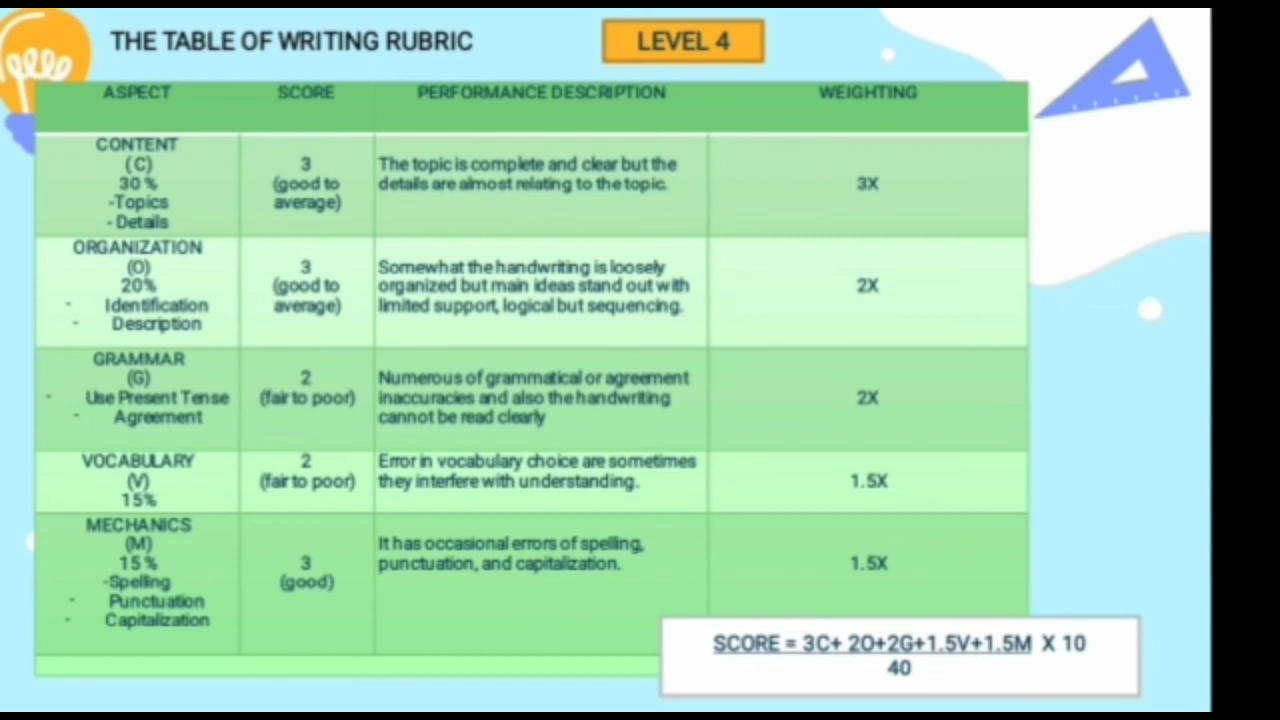 THE TABLE OF WRITING RUBRIC
LEVEL 4
ASPECT
SCORE
PERFORMANCE DESCRIPTION
WEIGHTING
CONTENT
( C)
30 %
-Topics
- Details
3
(good to
average)
The topic is complete and clear but the
details are almost relating to the topic.
3X
ORGANIZATION
(O)
20%
- Identification
- Description
3
(good to
average)
Somewhat the handwriting is loosely
organized but main ideas stand out with
limited support, logical but sequencing.
2X
GRAMMAR
(G)
- Use Present Tense
- Agreement
2
(fair to poor)
Numerous of grammatical or agreement
inaccuracies and also the handwriting
cannot be read clearly
2X
VOCABULARY
(V)
15%
2
(fair to poor)
Error in vocabulary choice are sometimes
they interfere with understanding.
1.5X
MECHANICS
(M)
15 %
-Spelling
- Punctuation
- Capitalization
3
(good)
It has occasional errors of spelling,
punctuation, and capitalization.
1.5X
SCORE = 3C+ 2O+2G+1.5V+1.5M X 10
40